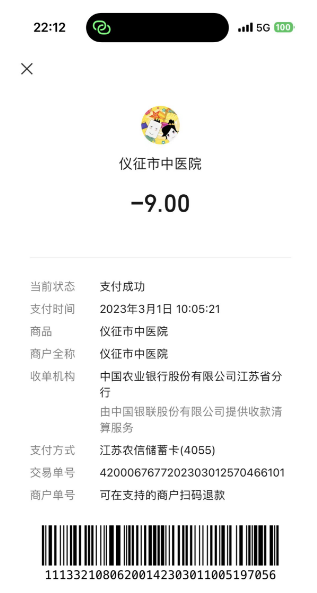 22:12
5G
100
仪征市中医院
-9.00
当前状态 支付成功
支付时间 2023年3月1日 10:05:21
商品 仪征市中医院
商户全称 仪征市中医院
收单机构 中国农业银行股份有限公司江苏省分
行
由中国银联股份有限公司提供收款清
算服务
支付方式 江苏农信储蓄卡(4055)
交易单号 4200067677202303012570466101
商户单号 可在支持的商户扫码退款
111332108062001423030110051970​56